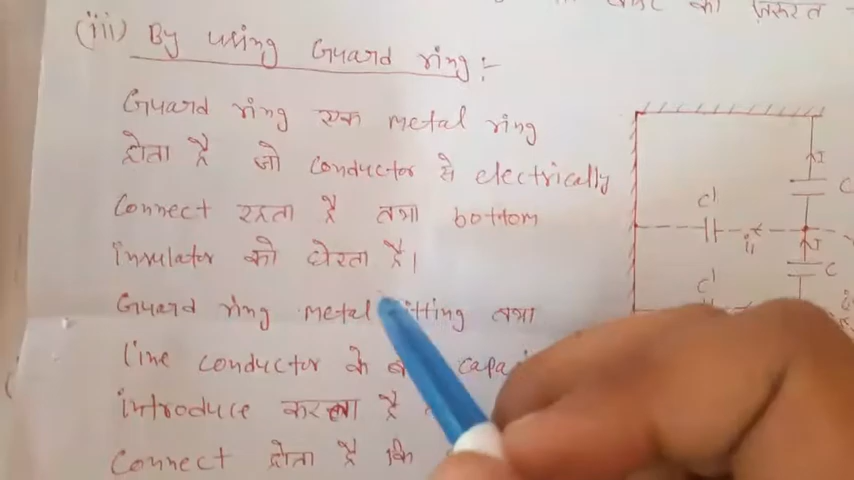 की ज़रूरत
(iii) By using Guard ring :-
Guard ring एक metal ring
होता है जो conductor से electrically
Connect रहता है तथा bottom
insulator को घेरता है।
Guard ring metal fitting तथा
line conductor के
introduce करता है
Connect होता है कि
C'
I
C
i1
I
C'
C